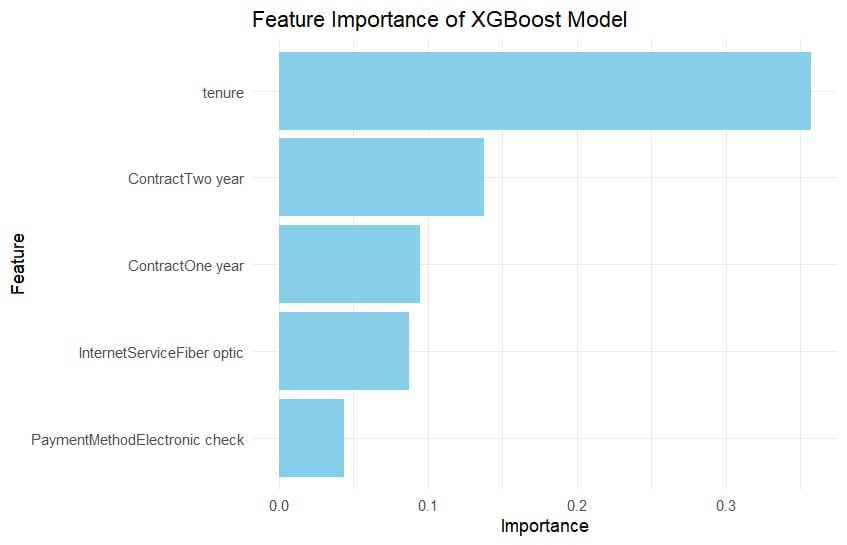 Feature Importance of XGBoost Model
Feature
tenure
ContractTwo year
ContractOne year
InternetServiceFiber optic
PaymentMethodElectronic check
0.0 0.1 0.2 0.3
Importance